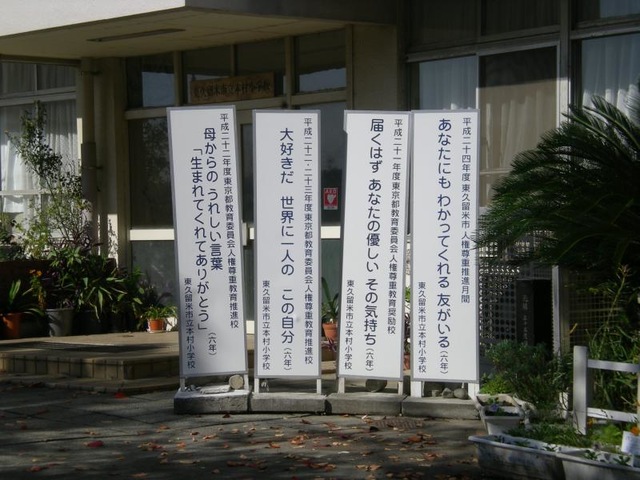 平成二十四年度 東久留米市 人権尊重推進月間
あなたにも わかってくれる 友がいる（六年）
東久留米市立本村小学校
平成二十一年度 東京都教育委員会人権尊重教育奨励校
届くはず あなたの優しい その気持ち（六年）
東久留米市立本村小学校
平成二十二・二十三年度東京都教育委員会人権尊重教育推進校
大好きだ 世界に一人の この自分（六年）
東久留米市立本村小学校
平成二十二年度東京都教育委員会人権尊重教育推進校
母からの うれしい言葉
「生まれてくれてありがとう」（六年）
東久留米市立本村小学校
AED